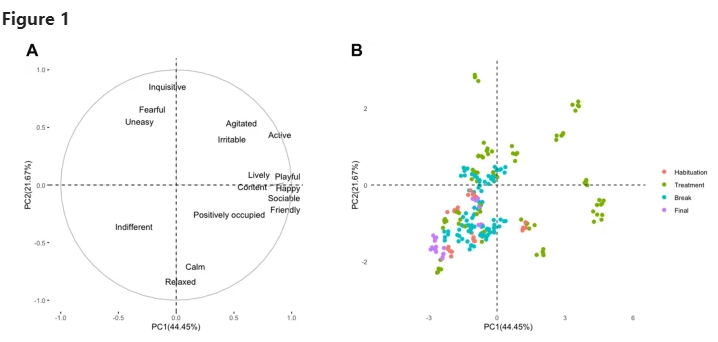 Figure 1
A
B
1.0
Inquisitive
Fearful
Uneasy
0.5
Agitated
Active
Irritable
Lively
Playful
Content
Happy
Sociable
Friendly
Positively occupied
0.0
Indifferent
-0.5
Calm
Relaxed
-1.0
PC2(21.67%)
-1.0
-0.5
0.0
0.5
1.0
PC1(44.45%)
2
0
-2
PC2(21.67%)
-3
0
3
6
PC1(44.45%)
Habituation
Treatment
Break
Final